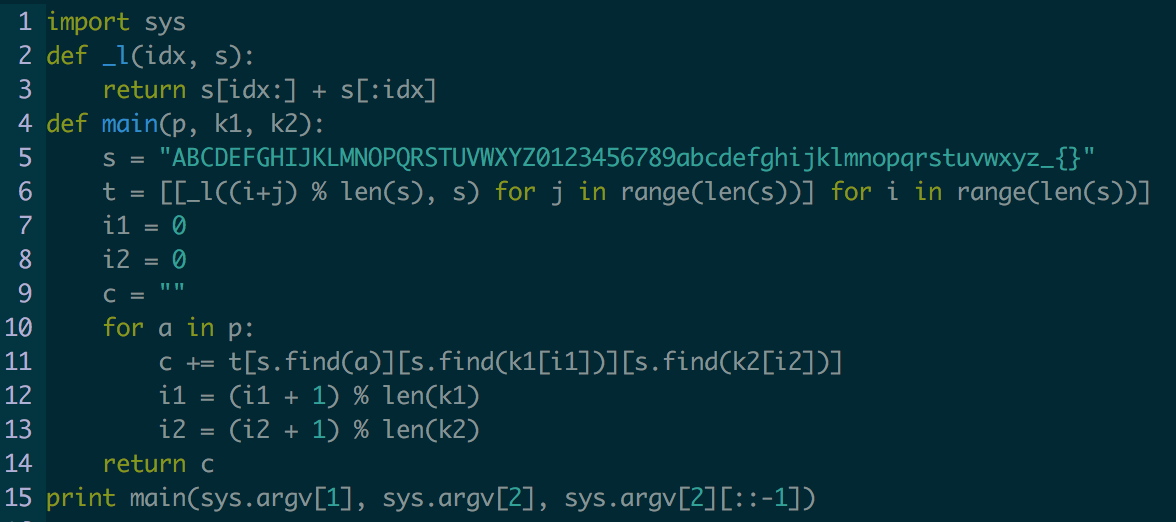 1 import sys
2 def _l(idx, s):
3     return s[idx:] + s[:idx]
4 def main(p, k1, k2):
5     s = "ABCDEFGHIJKLMNOPQRSTUVWXYZ0123456789abcdefghijklmnopqrstuvwxyz_{}"
6     t = [[_l((i+j) % len(s), s) for j in range(len(s))] for i in range(len(s))]
7     i1 = 0
8     i2 = 0
9     c = ""
10     for a in p:
11         c += t[s.find(a)][s.find(k1[i1])][s.find(k2[i2])]
12         i1 = (i1 + 1) % len(k1)
13         i2 = (i2 + 1) % len(k2)
14     return c
15 print main(sys.argv[1], sys.argv[2], sys.argv[2][::-1])